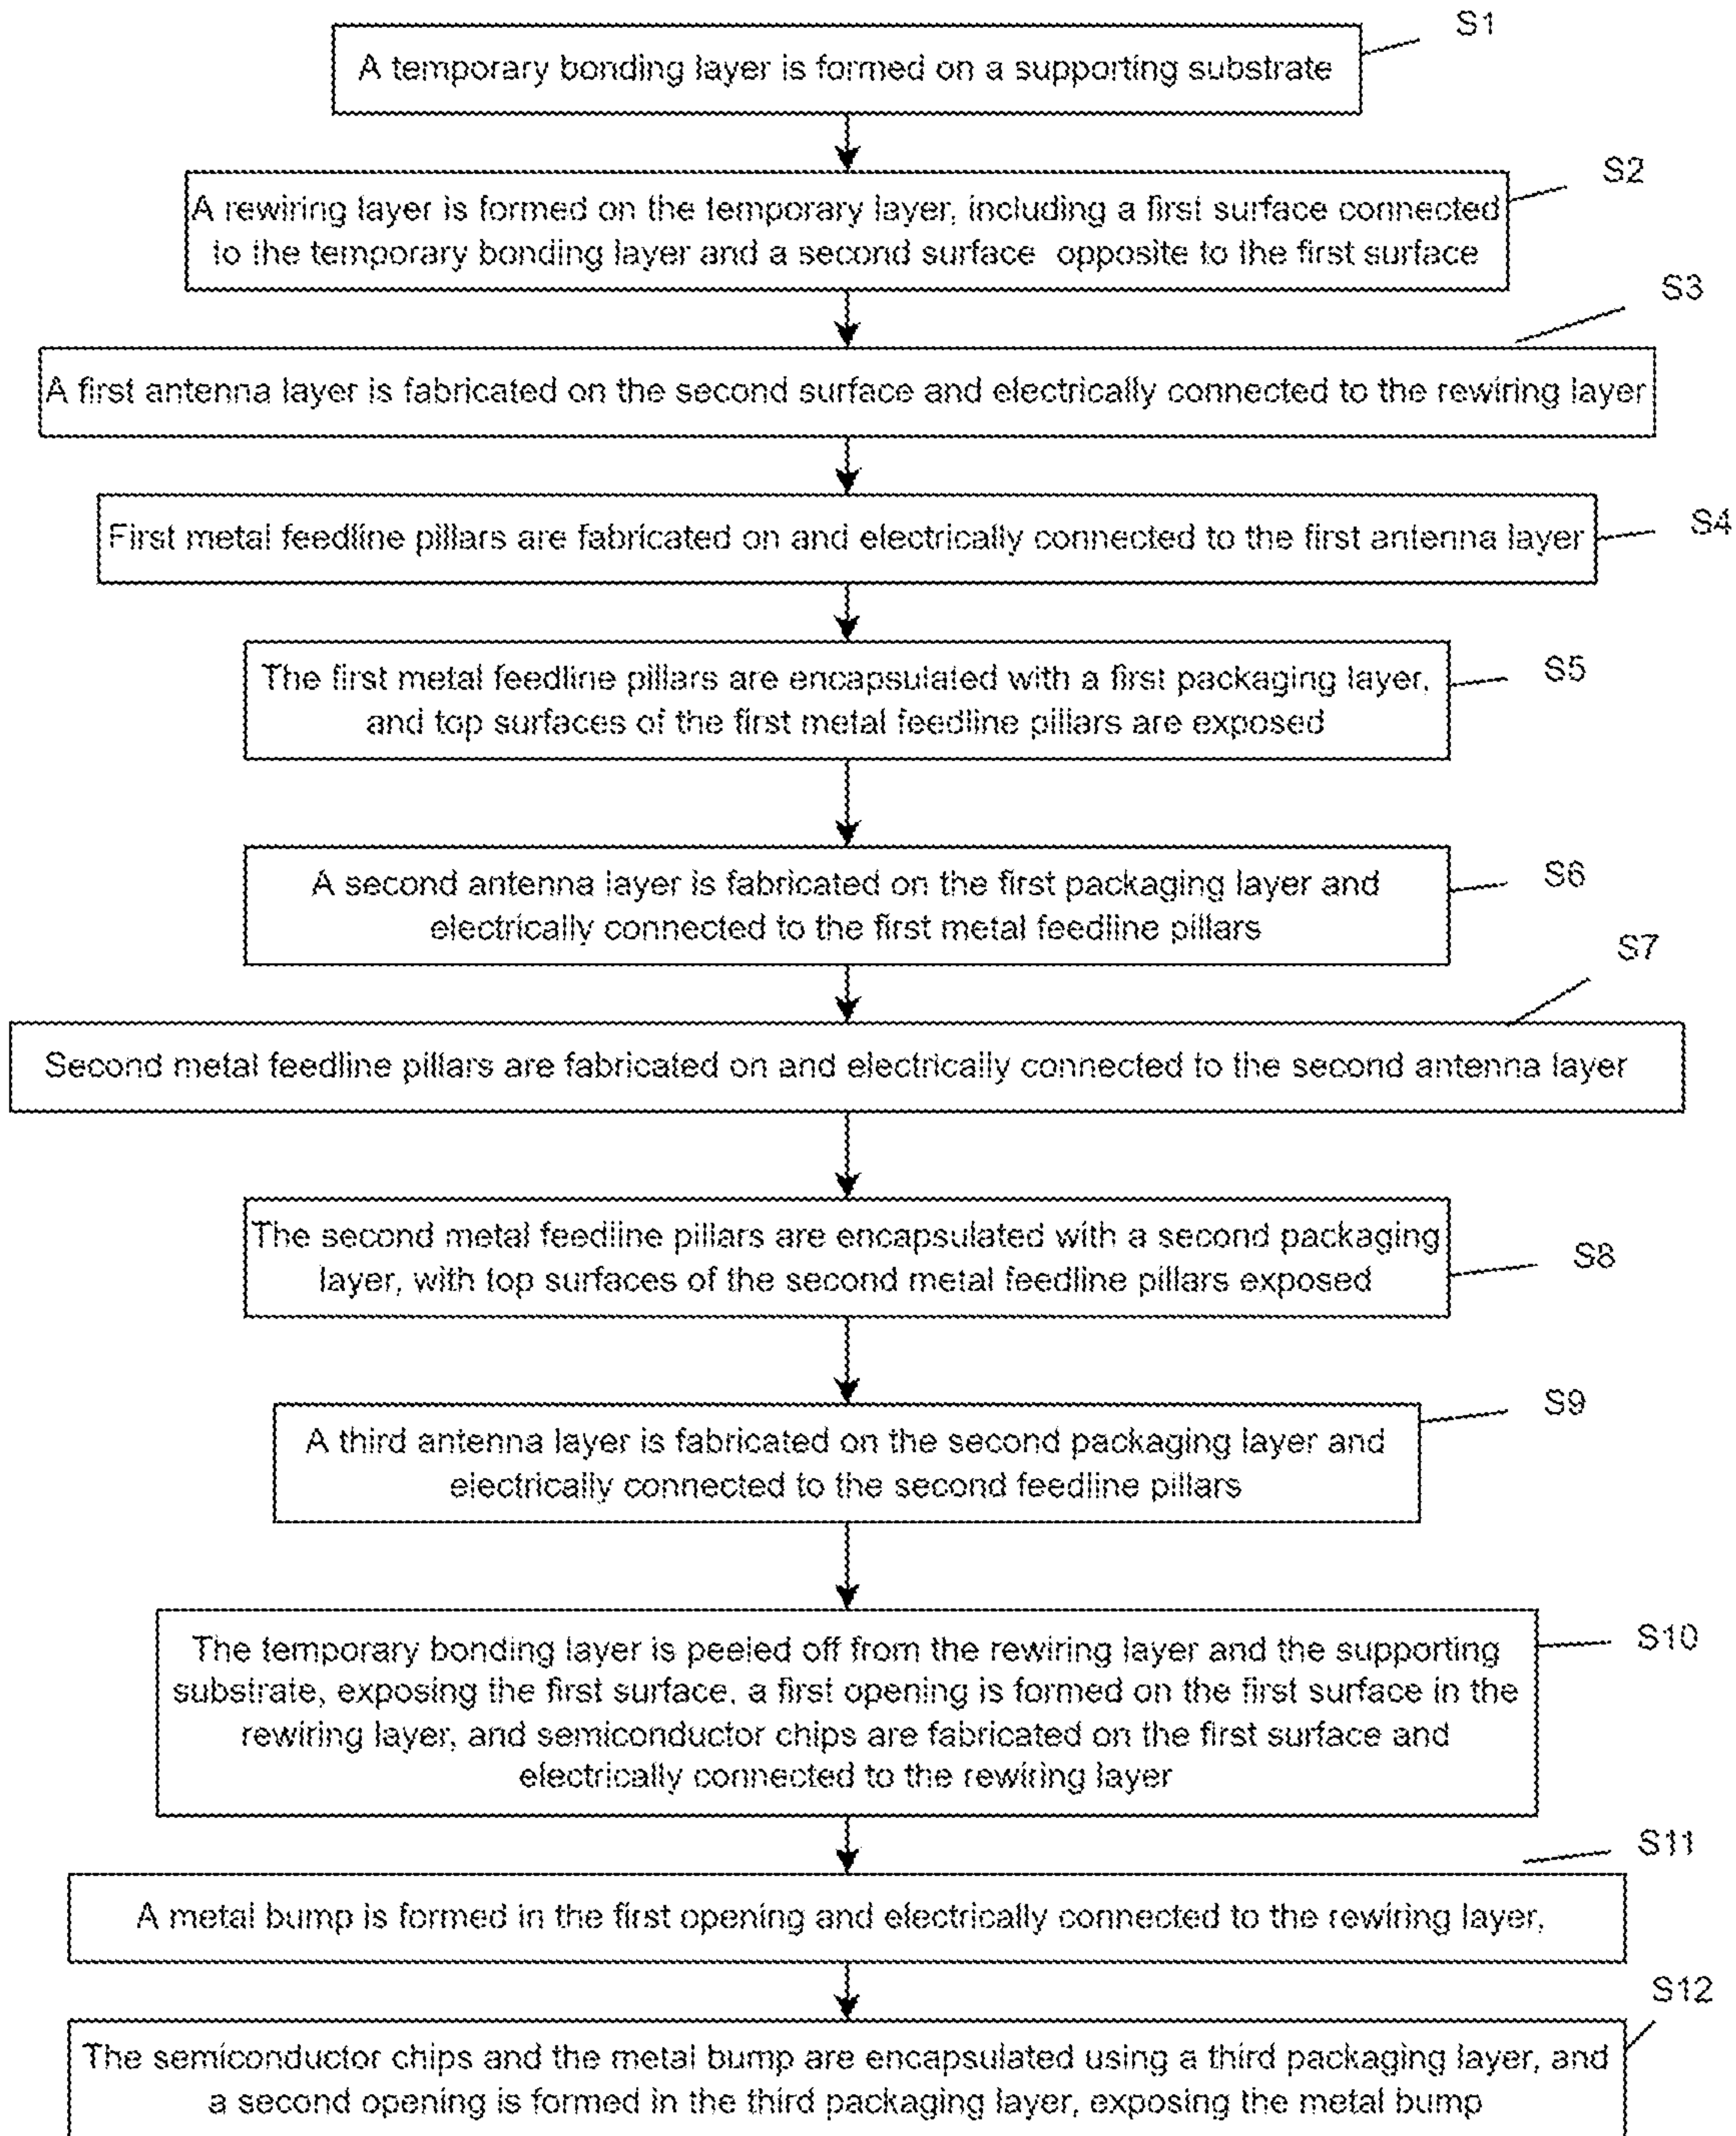 S1
A temporary bonding layer is formed on a supporting substrate
S2
A rewiring layer is formed on the temporary layer, including a first surface connected
to the temporary bonding layer and a second surface opposite to the first surface
S3
A first antenna layer is fabricated on the second surface and electrically connected to the rewiring layer
S4
First metal feedline pillars are fabricated on and electrically connected to the first antenna layer
S5
The first metal feedline pillars are encapsulated with a first packaging layer,
and top surfaces of the first metal feedline pillars are exposed
S6
A second antenna layer is fabricated on the first packaging layer and
electrically connected to the first metal feedline pillars
S7
Second metal feedline pillars are fabricated on and electrically connected to the second antenna layer
S8
The second metal feedline pillars are encapsulated with a second packaging
layer, with top surfaces of the second metal feedline pillars exposed
S9
A third antenna layer is fabricated on the second packaging layer and
electrically connected to the second feedline pillars
S10
The temporary bonding layer is peeled off from the rewiring layer and the supporting
substrate, exposing the first surface, a first opening is formed on the first surface in the
rewiring layer, and semiconductor chips are fabricated on the first surface and
electrically connected to the rewiring layer
S11
A metal bump is formed in the first opening and electrically connected to the rewiring layer,
S12
The semiconductor chips and the metal bump are encapsulated using a third packaging layer, and
a second opening is formed in the third packaging layer, exposing the metal bump